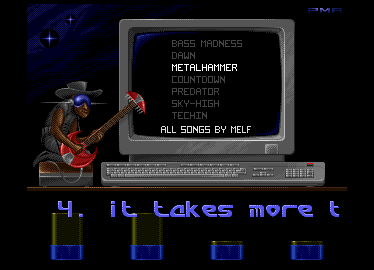 PMP
BASS MADNESS
DAWN
METALHAMMER
COUNTDOWN
PREDATOR
SKY-HIGH
TECHIN
ALL SONGS BY MELF
4. it takes more t